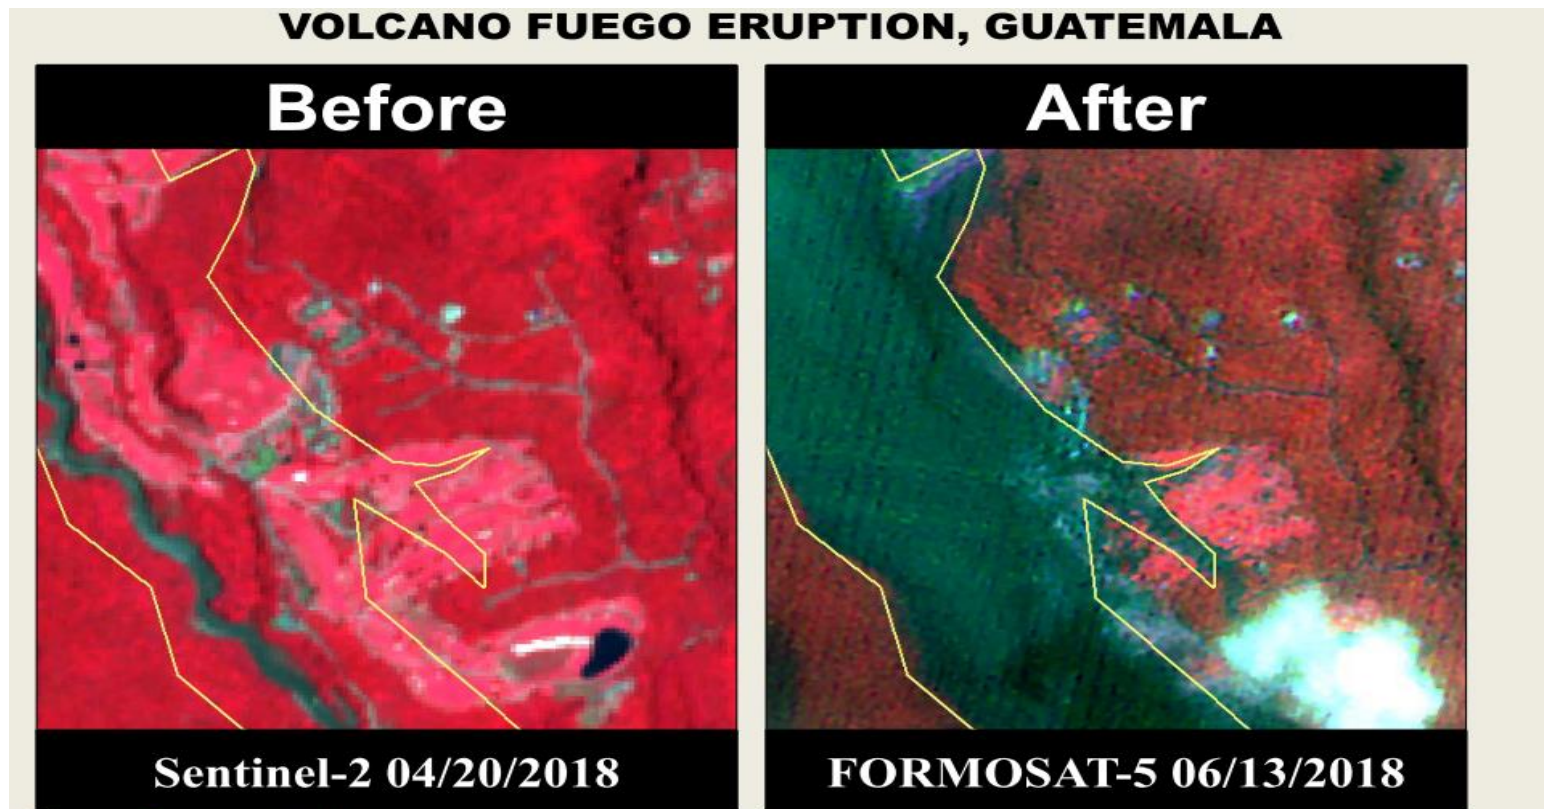 VOLCANO FUEGO ERUPTION, GUATEMALA
Before
After
Sentinel-2 04/20/2018
FORMOSAT-5 06/13/2018